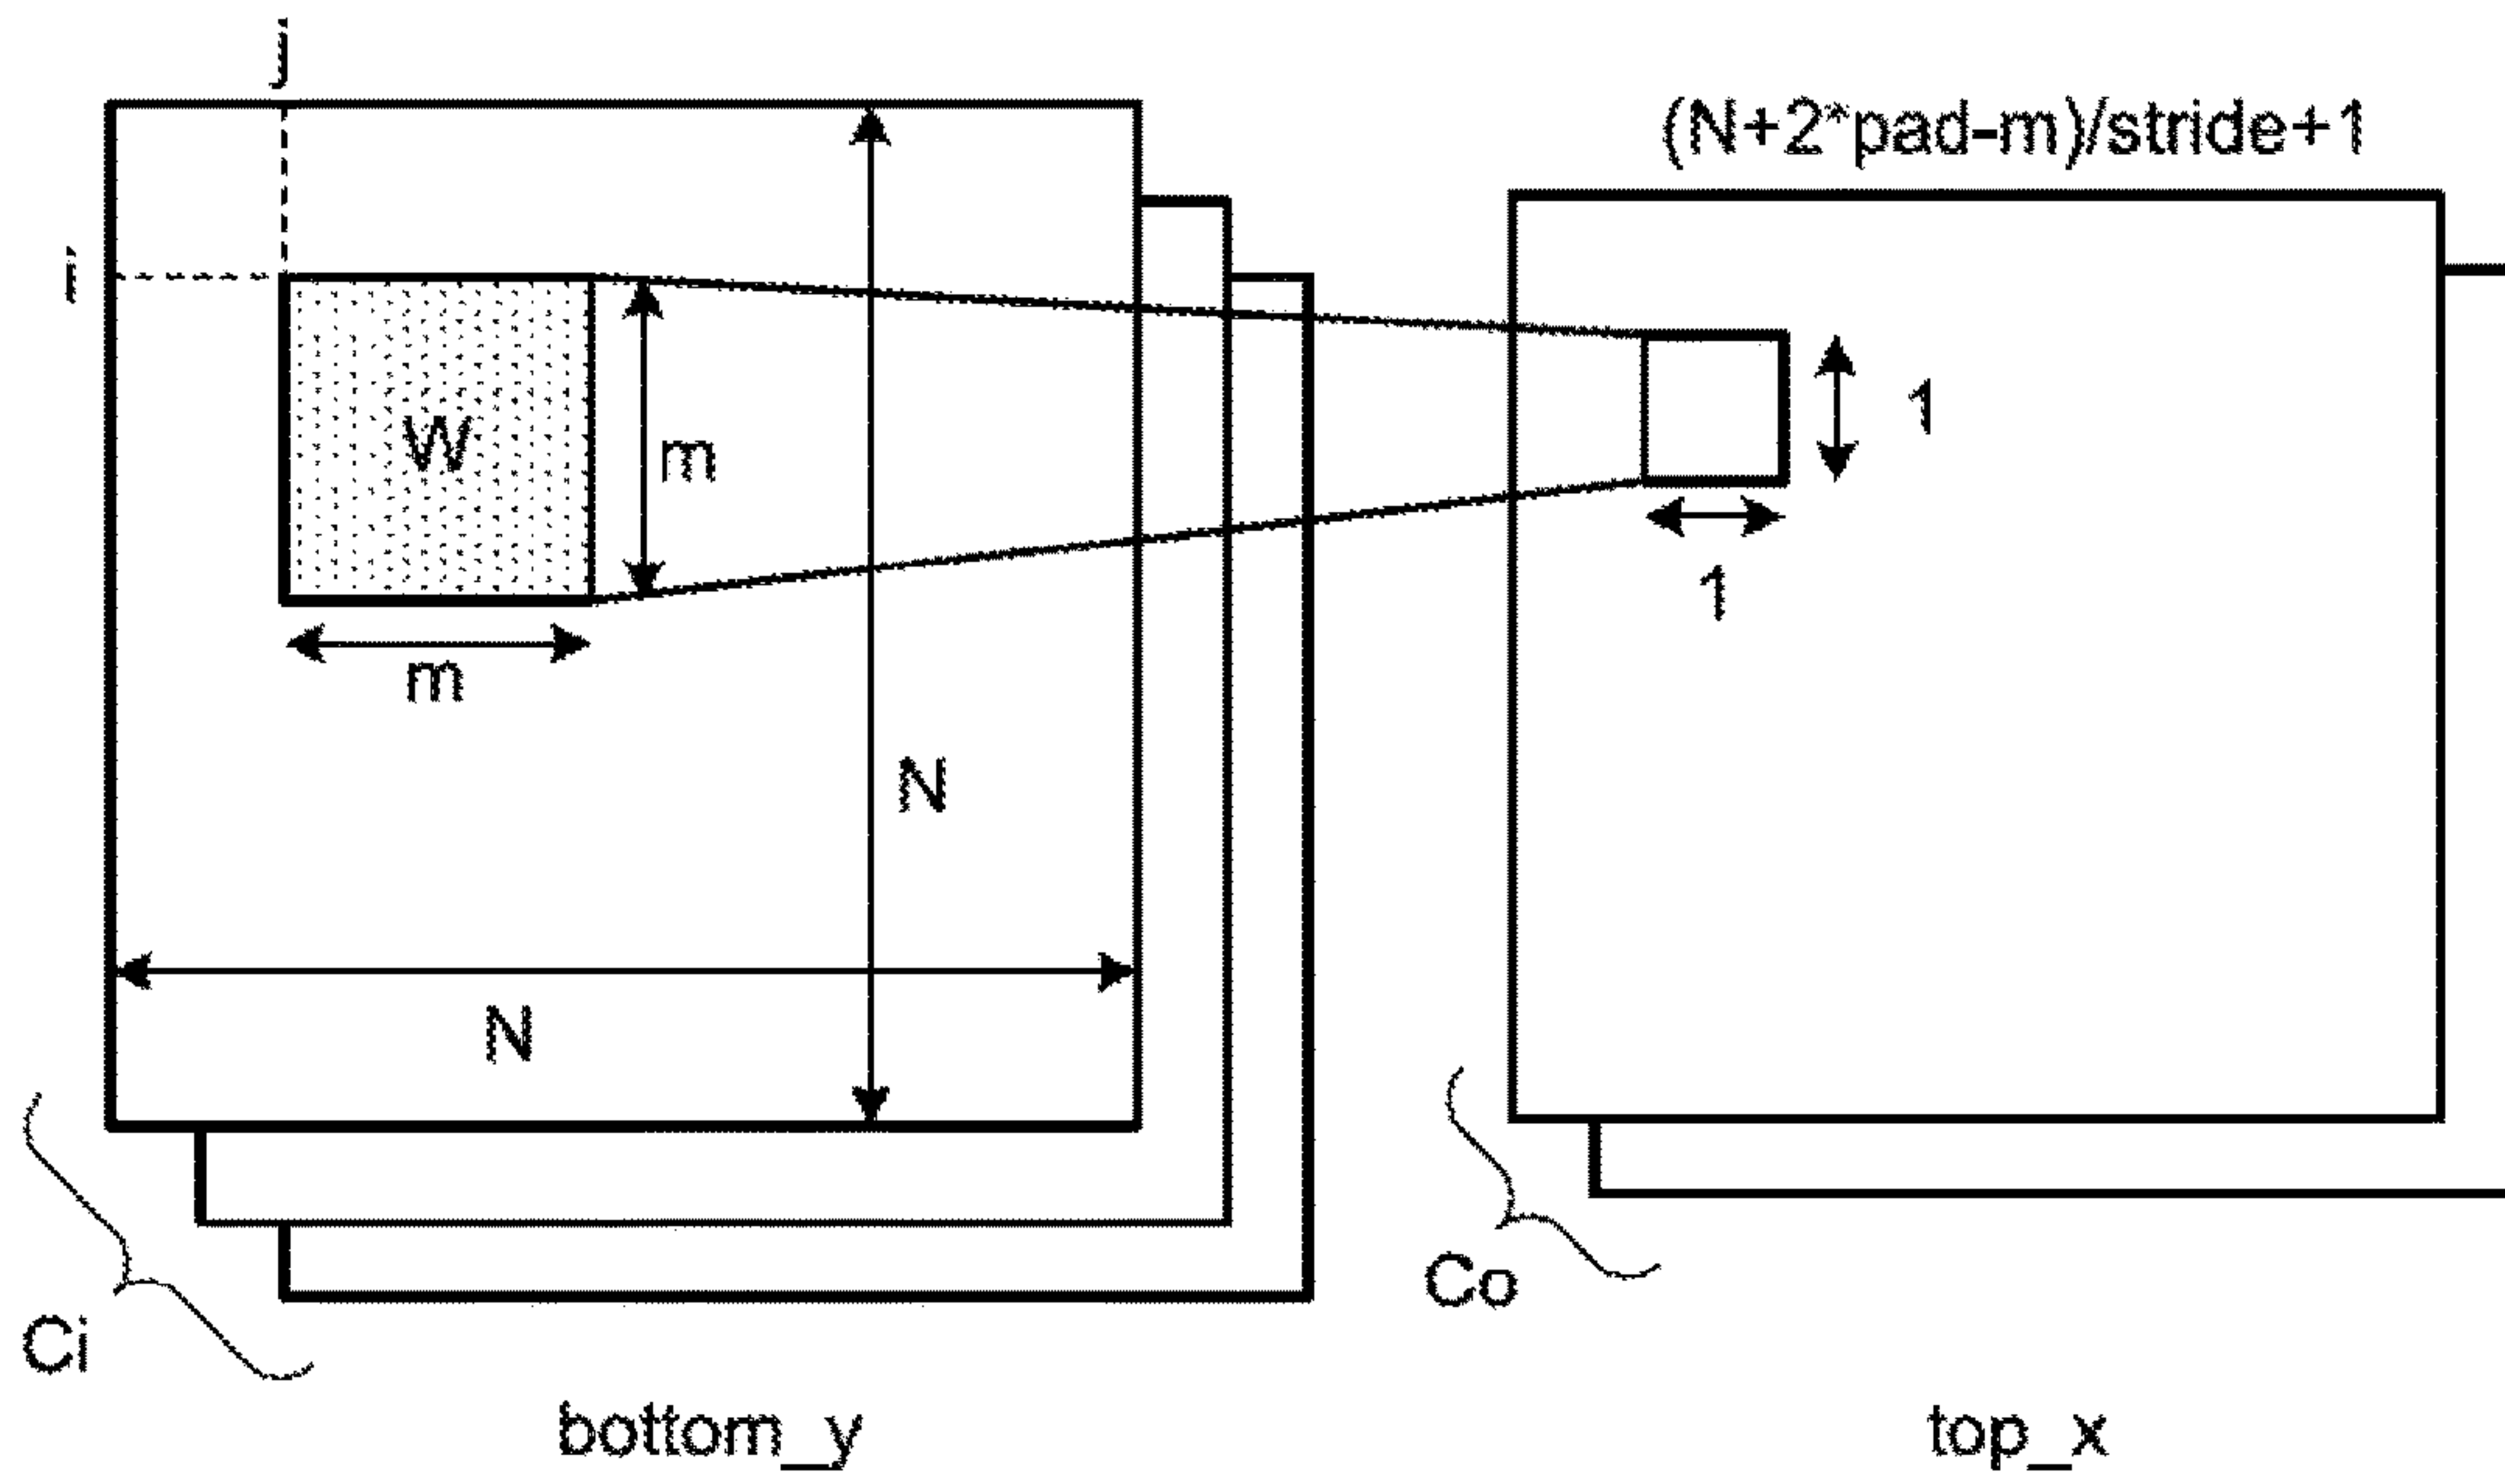 j
(N+2*pad-m)/stride+1
i
W
m
1
1
m
N
N
Co
Ci
bottom_y
top_x